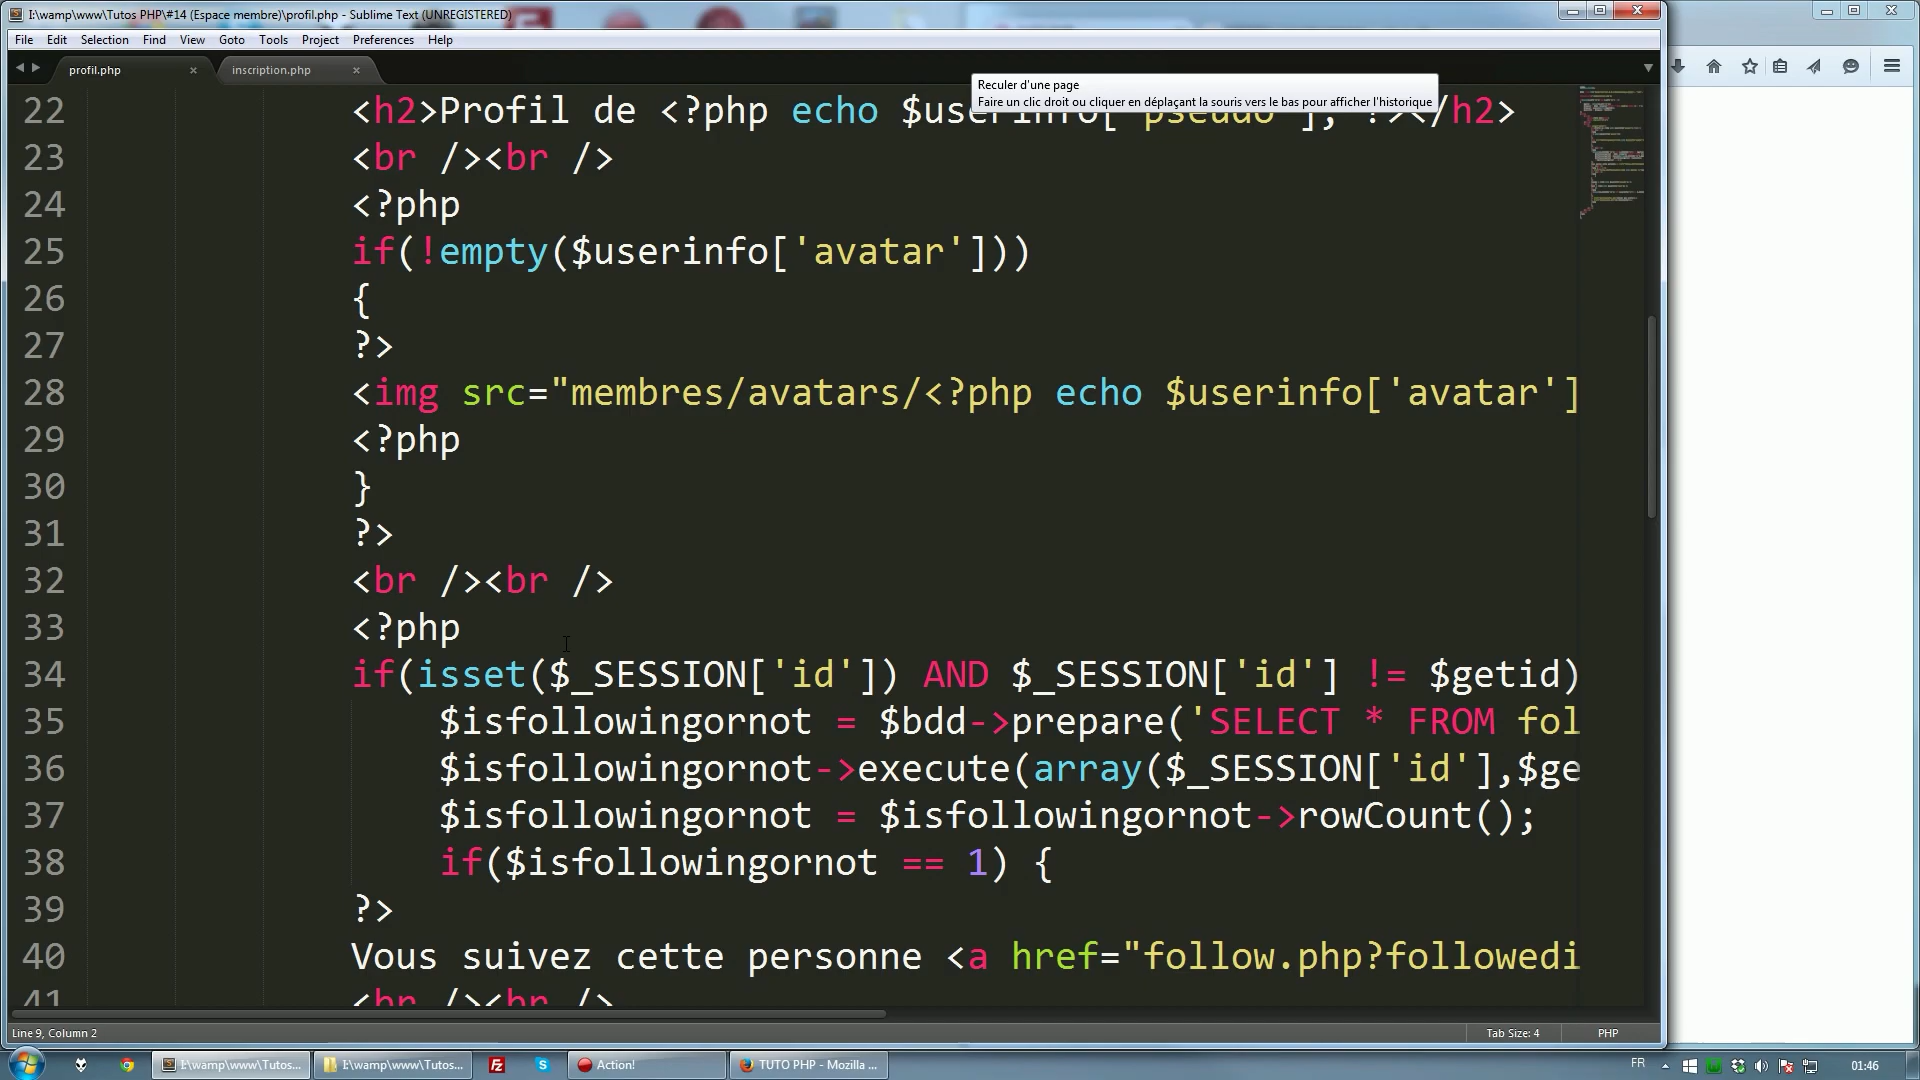 I:\wamp\www\Tutos PHP\#14 (Espace membre)\profil.php - Sublime Text (UNREGISTERED)
File Edit Selection Find View Goto Tools Project Preferences Help
profil.php × inscription.php ×
Reculer d'une page
Faire un clic droit ou cliquer en déplaçant la souris vers le bas pour afficher l'historique
22 <h2>Profil de <?php echo $userinfo['pseudo']; ?></h2>
23 <br /><br />
24 <?php
25 if(!empty($userinfo['avatar']))
26 {
27 ?>
28 <img src="membres/avatars/<?php echo $userinfo['avatar']
29 <?php
30 }
31 ?>
32 <br /><br />
33 <?php
34 if(isset($_SESSION['id']) AND $_SESSION['id'] != $getid)
35 $isfollowingornot = $bdd->prepare('SELECT * FROM fol
36 $isfollowingornot->execute(array($_SESSION['id'],$ge
37 $isfollowingornot = $isfollowingornot->rowCount();
38 if($isfollowingornot == 1) {
39 ?>
40 Vous suivez cette personne <a href="follow.php?followedi
41 <br /><br />
Line 9, Column 2 Tab Size: 4 PHP
I:\wamp\www\Tutos... I:\wamp\www\Tutos... Action! TUTO PHP - Mozilla ... FR 01:46